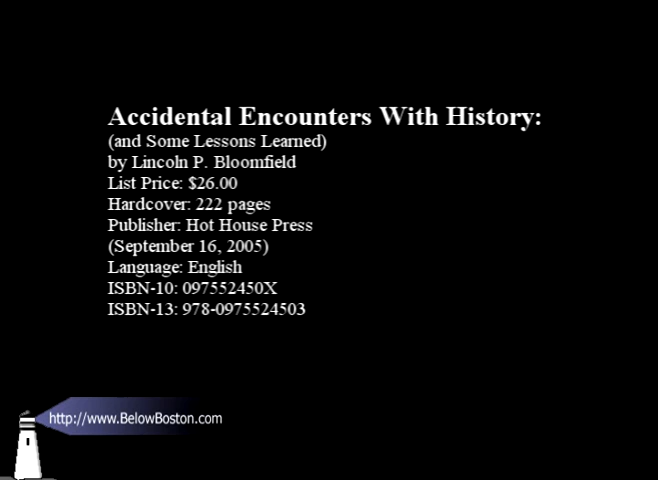 Accidental Encounters With History:
(and Some Lessons Learned)
by Lincoln P. Bloomfield
List Price: $26.00
Hardcover: 222 pages
Publisher: Hot House Press
(September 16, 2005)
Language: English
ISBN-10: 097552450X
ISBN-13: 978-0975524503
http://www.BelowBoston.com